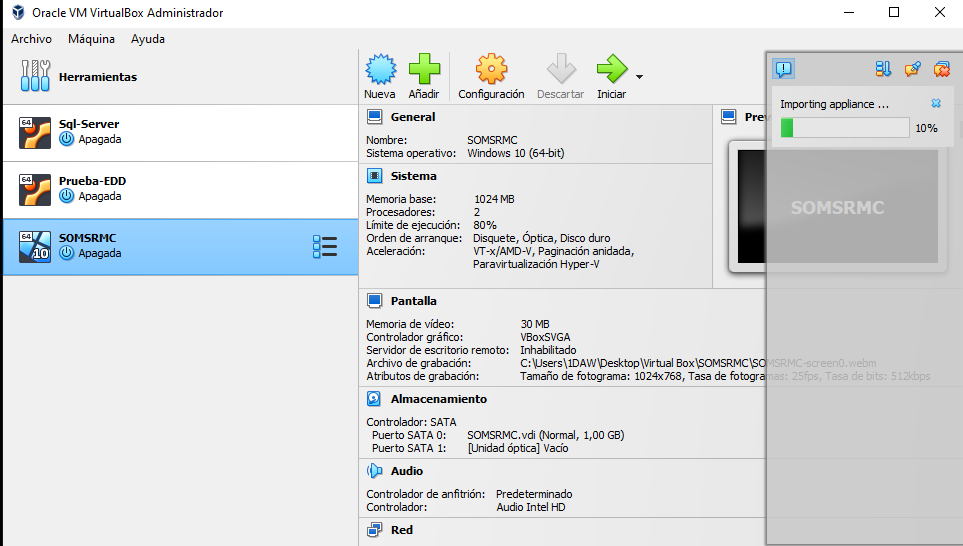 Oracle VM VirtualBox Administrador
Archivo Máquina Ayuda
Herramientas
Nueva Añadir Configuración Descartar Iniciar
64
Sql-Server
Apagada
64
Prueba-EDD
Apagada
64
10
SOMSRMC
Apagada
General
Nombre: SOMSRMC
Sistema operativo: Windows 10 (64-bit)
Sistema
Memoria base: 1024 MB
Procesadores: 2
Límite de ejecución: 80%
Orden de arranque: Disquete, Óptica, Disco duro
Aceleración: VT-x/AMD-V, Paginación anidada,
Paravirtualización Hyper-V
Prev
SOMSRMC
Importing appliance ...
10%
Pantalla
Memoria de vídeo: 30 MB
Controlador gráfico: VBoxSVGA
Servidor de escritorio remoto: Inhabilitado
Archivo de grabación: C:\Users\1DAW\Desktop\Virtual Box\SOMSRMC\SOMSRMC-screen0.webm
Atributos de grabación: Tamaño de fotograma: 1024x768, Tasa de fotogramas: 25fps, Tasa de bits: 512kbps
Almacenamiento
Controlador: SATA
Puerto SATA 0: SOMSRMC.vdi (Normal, 1,00 GB)
Puerto SATA 1: [Unidad óptica] Vacío
Audio
Controlador de anfitrión: Predeterminado
Controlador: Audio Intel HD
Red